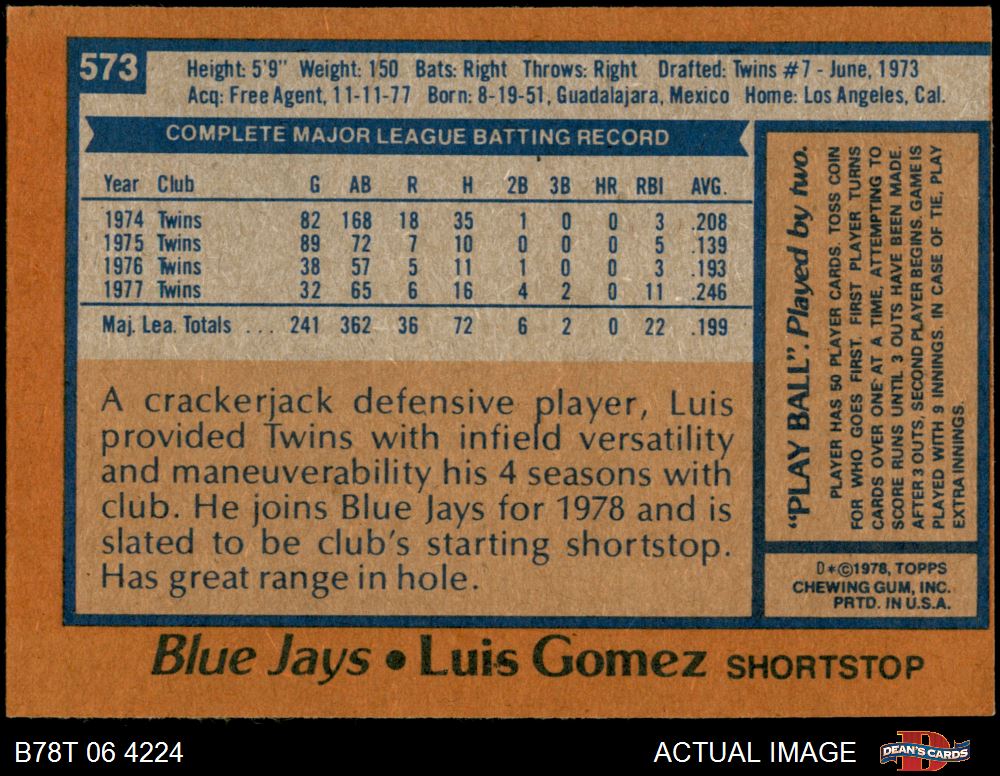 573
Height: 5'9" Weight: 150 Bats: Right Throws: Right Drafted: Twins #7 - June, 1973
Acq: Free Agent, 11-11-77 Born: 8-19-51, Guadalajara, Mexico Home: Los Angeles, Cal.
COMPLETE MAJOR LEAGUE BATTING RECORD
Year Club G AB R H 2B 3B HR RBI AVG.
1974 Twins 82 168 18 35 1 0 0 3 .208
1975 Twins 89 72 7 10 0 0 0 5 .139
1976 Twins 38 57 5 11 1 0 0 3 .193
1977 Twins 32 65 6 16 4 2 0 11 .246
Maj. Lea. Totals ... 241 362 36 72 6 2 0 22 .199
A crackerjack defensive player, Luis
provided Twins with infield versatility
and maneuverability his 4 seasons with
club. He joins Blue Jays for 1978 and is
slated to be club's starting shortstop.
Has great range in hole.
"PLAY BALL". Played by two.
PLAYER HAS 50 PLAYER CARDS. TOSS COIN
FOR WHO GOES FIRST. FIRST PLAYER TURNS
CARDS OVER ONE AT A TIME, ATTEMPTING TO
SCORE RUNS UNTIL 3 OUTS HAVE BEEN MADE.
AFTER 3 OUTS, SECOND PLAYER BEGINS. GAME IS
PLAYED WITH 9 INNINGS. IN CASE OF TIE, PLAY
EXTRA INNINGS.
D*©1978, TOPPS
CHEWING GUM, INC.
PRTD. IN U.S.A.
Blue Jays • Luis Gomez SHORTSTOP
B78T 06 4224
ACTUAL IMAGE
DEAN'S CARDS